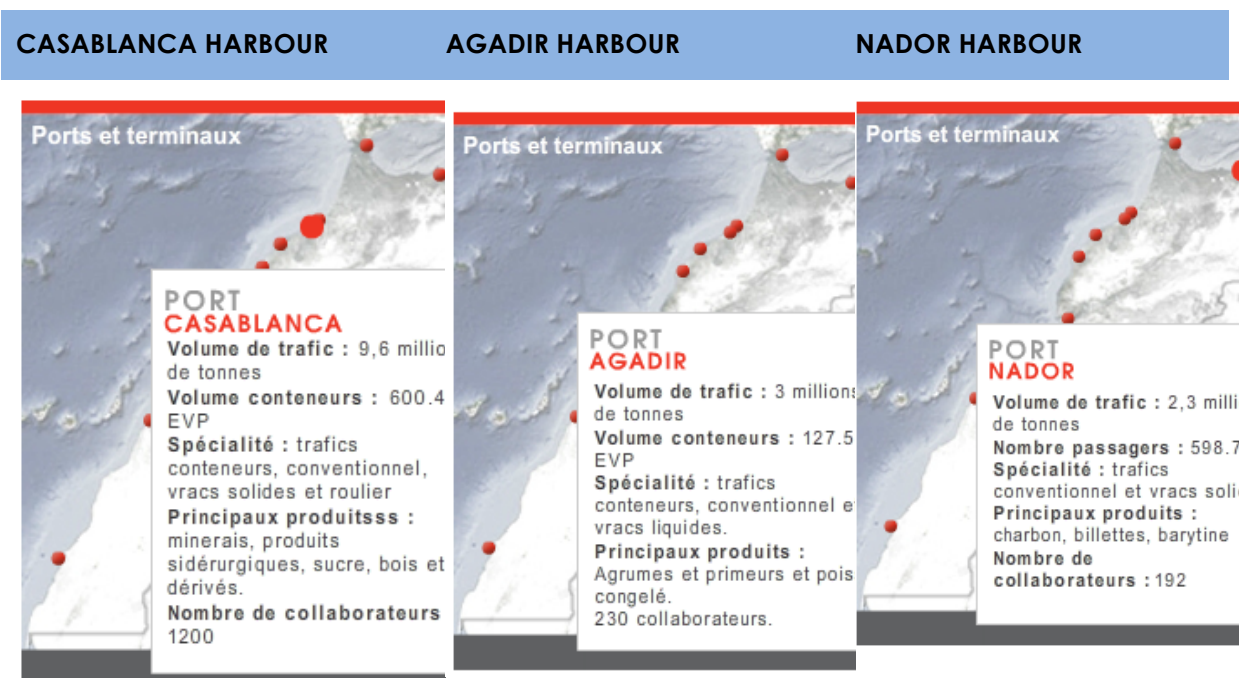 CASABLANCA HARBOUR
AGADIR HARBOUR
NADOR HARBOUR
Ports et terminaux
PORT
CASABLANCA
Volume de trafic : 9,6 millio
de tonnes
Volume conteneurs : 600.4
EVP
Spécialité : trafics
conteneurs, conventionnel,
vracs solides et roulier
Principaux produitsss :
minerais, produits
sidérurgiques, sucre, bois et
dérivés.
Nombre de collaborateurs
1200
Ports et terminaux
PORT
AGADIR
Volume de trafic : 3 millions
de tonnes
Volume conteneurs : 127.5
EVP
Spécialité : trafics
conteneurs, conventionnel e
vracs liquides.
Principaux produits :
Agrumes et primeurs et pois
congelé.
230 collaborateurs.
Ports et terminaux
PORT
NADOR
Volume de trafic : 2,3 milli
de tonnes
Nombre passagers : 598.7
Spécialité : trafics
conventionnel et vracs soli
Principaux produits :
charbon, billettes, barytine
Nombre de
collaborateurs : 192